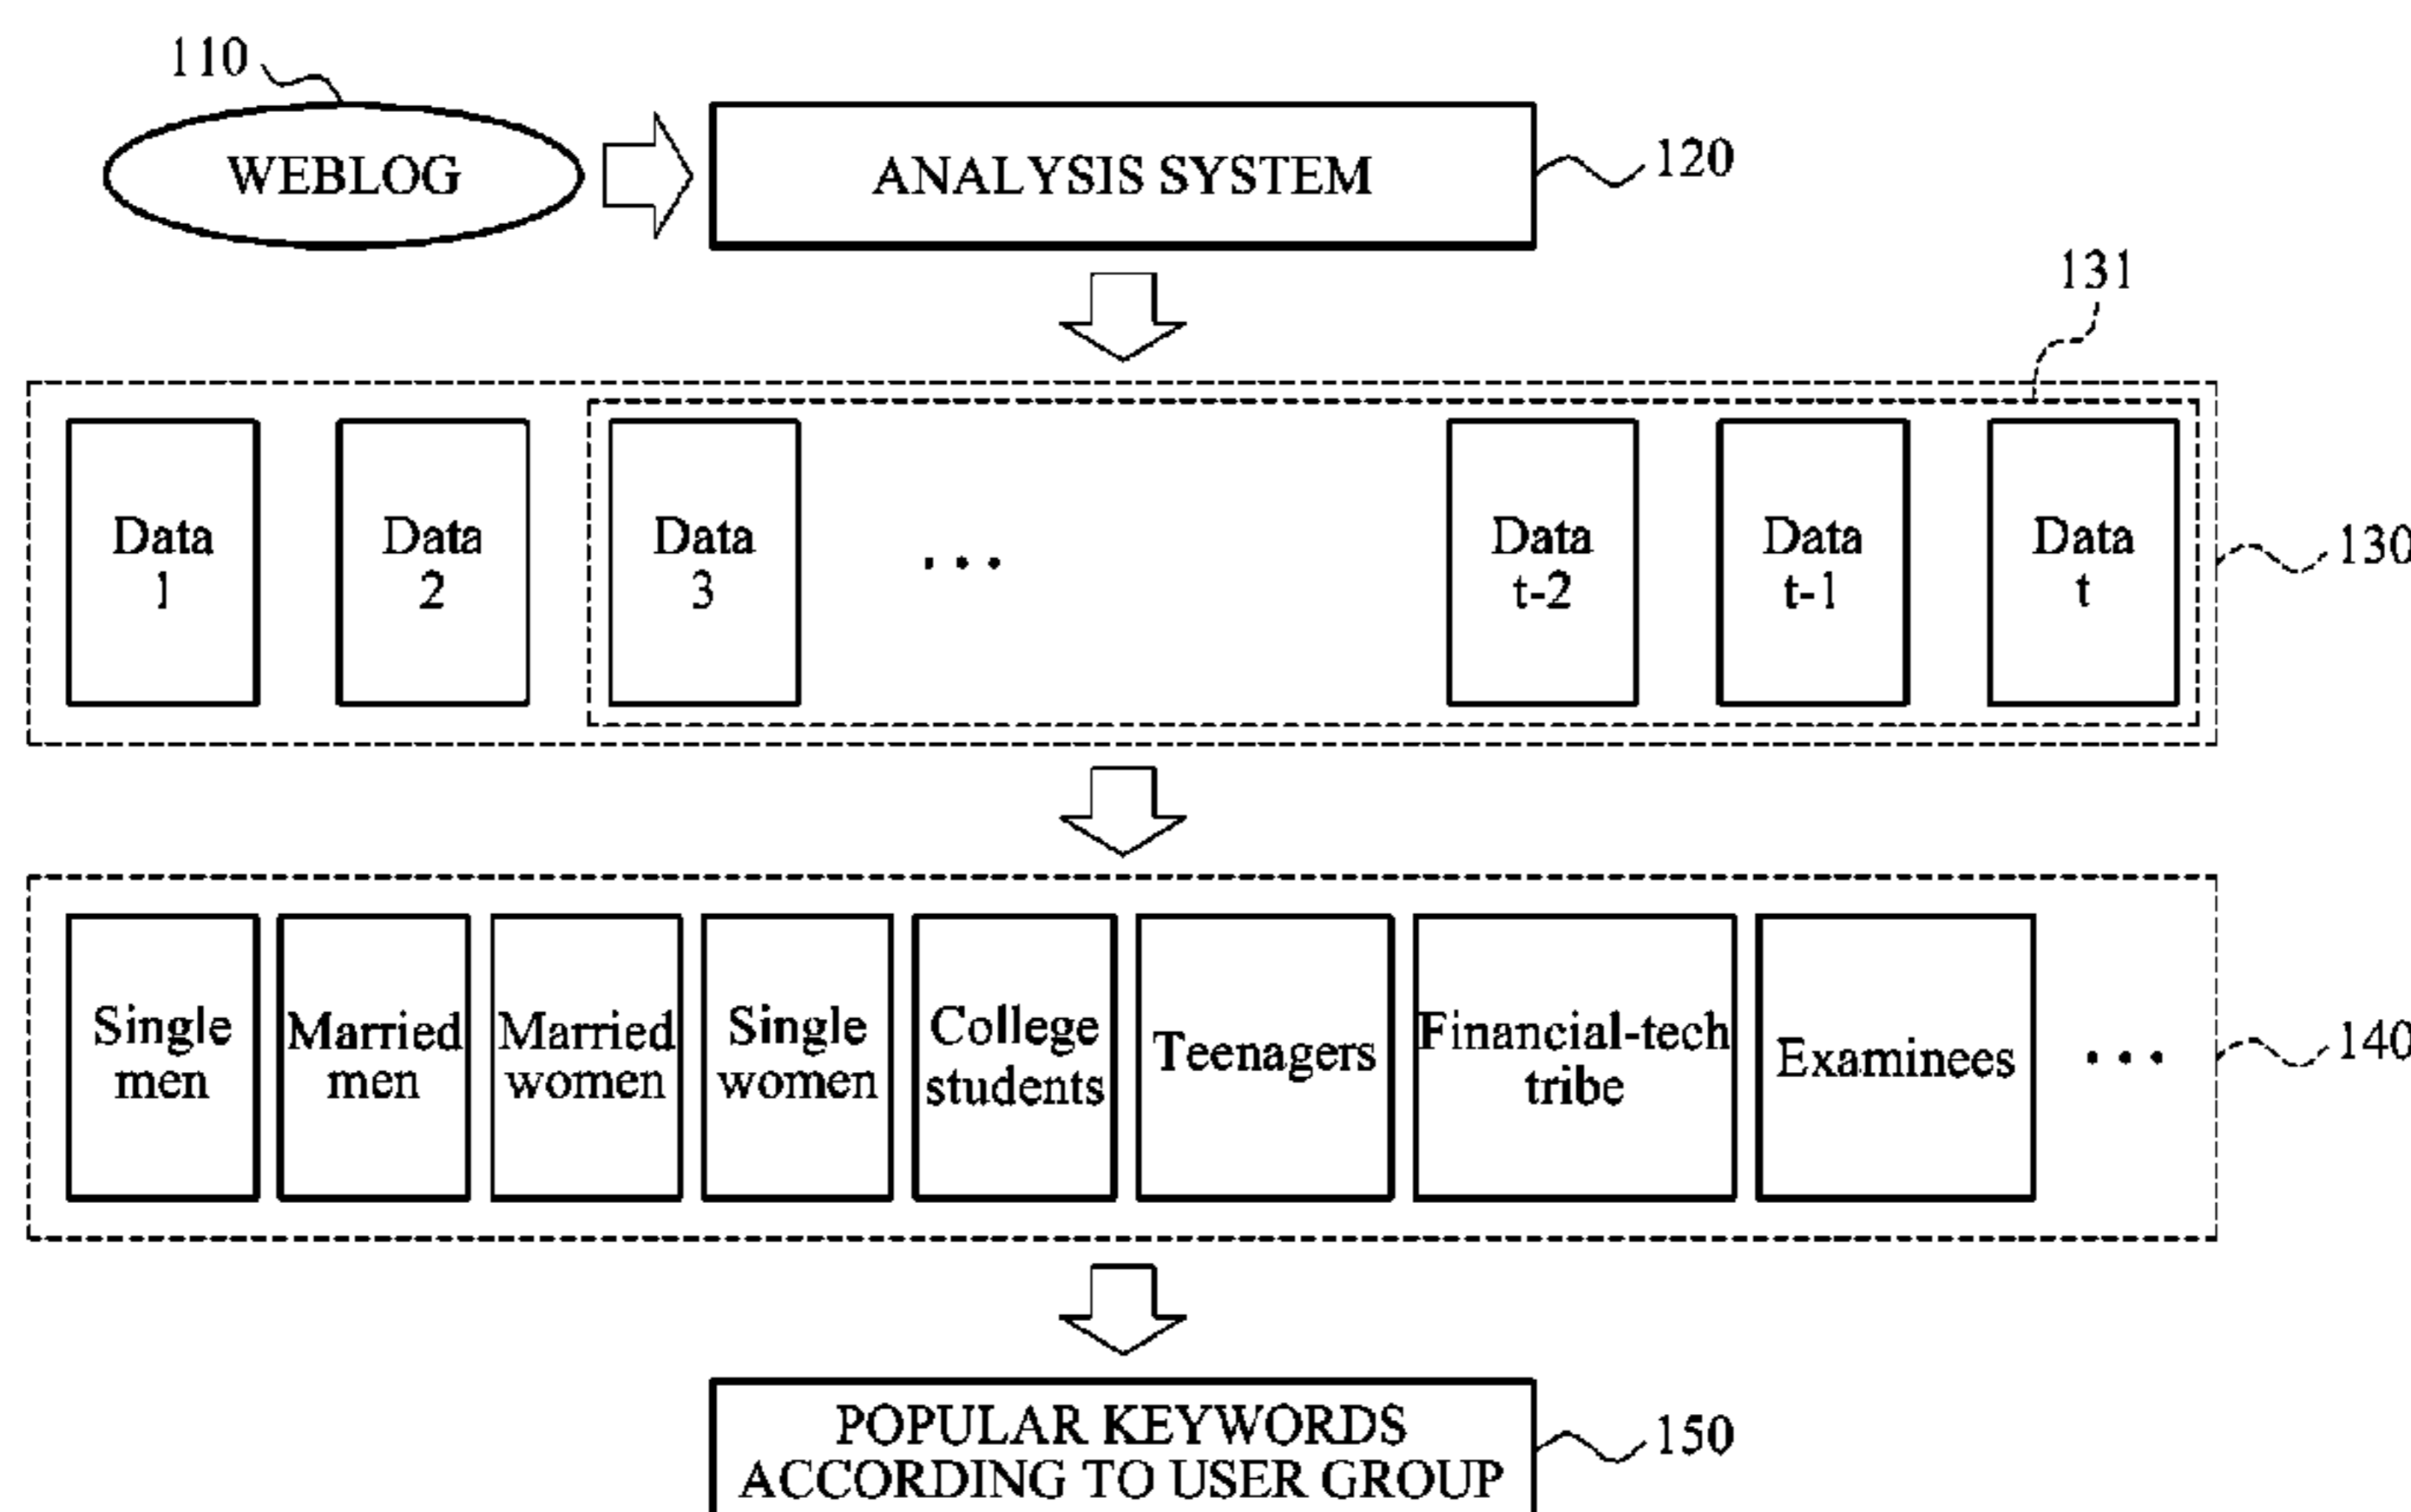 110
WEBLOG
ANALYSIS SYSTEM
120
131
Data
1
Data
2
Data
3
...
Data
t-2
Data
t-1
Data
t
130
Single
men
Married
men
Married
women
Single
women
College
students
Teenagers
Financial-tech
tribe
Examinees
...
140
POPULAR KEYWORDS
ACCORDING TO USER GROUP
150